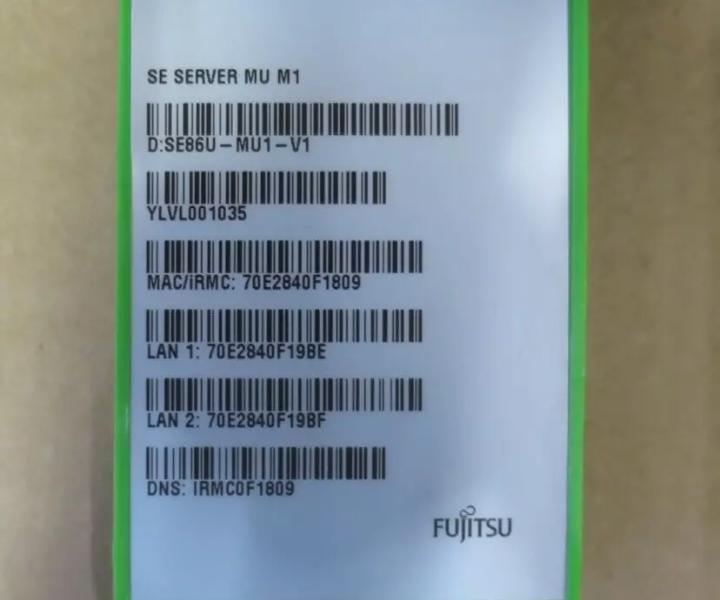 SE SERVER MU M1
D:SE86U-MU1-V1
YLVL001035
MAC/iRMC: 70E2840F1809
LAN 1: 70E2840F19BE
LAN 2: 70E2840F19BF
DNS: IRMC0F1809
FUJITSU